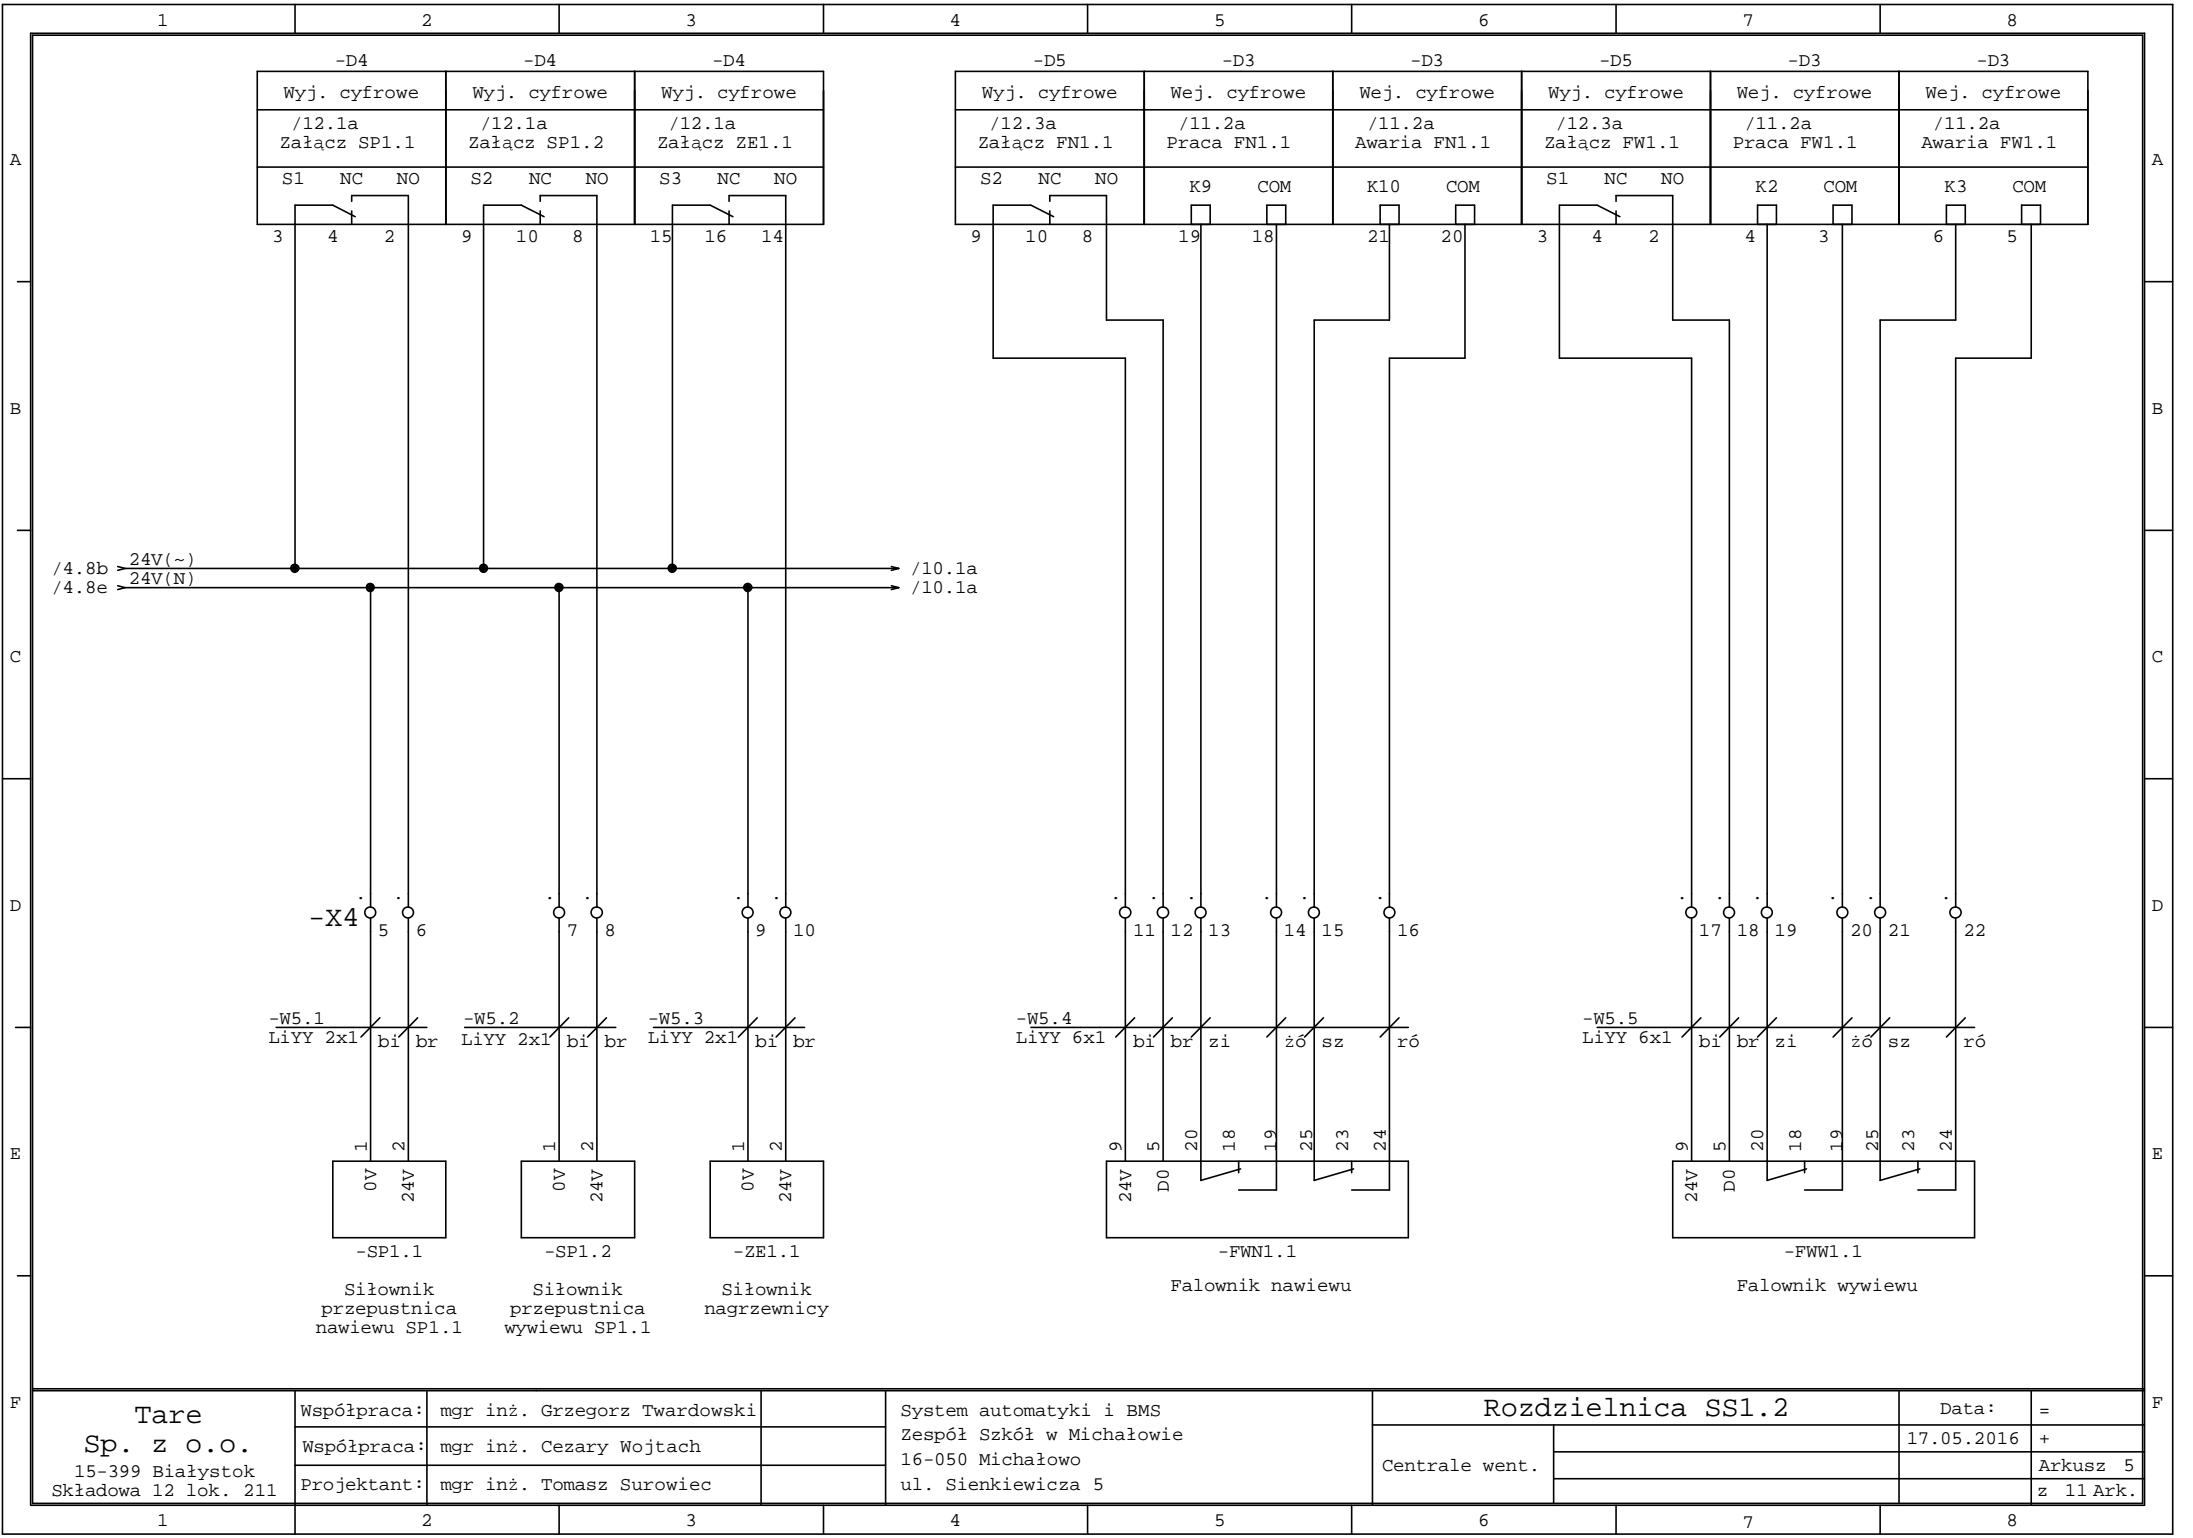 1 2 3 4 5 6 7 8
-D4 -D4 -D4 -D5 -D3 -D3 -D5 -D3 -D3
Wyj. cyfrowe Wyj. cyfrowe Wyj. cyfrowe Wyj. cyfrowe Wej. cyfrowe Wej. cyfrowe Wyj. cyfrowe Wej. cyfrowe Wej. cyfrowe
/12.1a /12.1a /12.1a /12.3a /11.2a /11.2a /12.3a /11.2a /11.2a
Załącz SP1.1 Załącz SP1.2 Załącz ZE1.1 Załącz FN1.1 Praca FN1.1 Awaria FN1.1 Załącz FW1.1 Praca FW1.1 Awaria FW1.1
A A
S1 NC NO S2 NC NO S3 NC NO S2 NC NO K9 COM K10 COM S1 NC NO K2 COM K3 COM
3 4 2 9 10 8 15 16 14 9 10 8 19 18 21 20 3 4 2 4 3 6 5
B B
/4.8b 24V(~) /10.1a
/4.8e 24V(N) /10.1a
C C
D D
-X4 5 6 7 8 9 10 11 12 13 14 15 16 17 18 19 20 21 22
-W5.1 -W5.2 -W5.3 -W5.4 -W5.5
LiYY 2x1 bi br LiYY 2x1 bi br LiYY 2x1 bi br LiYY 6x1 bi br zi żó sz ró LiYY 6x1 bi br zi żó sz ró
E E
1 2 1 2 1 2 9 5 20 18 19 25 23 24 9 5 20 18 19 25 23 24
0V 24V 0V 24V 0V 24V 24V D0 24V D0
-SP1.1 -SP1.2 -ZE1.1 -FWN1.1 -FWW1.1
Siłownik Siłownik Siłownik Falownik nawiewu Falownik wywiewu
przepustnica przepustnica nagrzewnicy
nawiewu SP1.1 wywiewu SP1.1
F F
Tare
Sp. z o.o.
15-399 Białystok
Składowa 12 lok. 211
Współpraca: mgr inż. Grzegorz Twardowski
Współpraca: mgr inż. Cezary Wojtach
Projektant: mgr inż. Tomasz Surowiec
System automatyki i BMS
Zespół Szkół w Michałowie
16-050 Michałowo
ul. Sienkiewicza 5
Rozdzielnica SS1.2
Centrale went.
Data: =
17.05.2016 +
Arkusz 5
z 11 Ark.
1 2 3 4 5 6 7 8